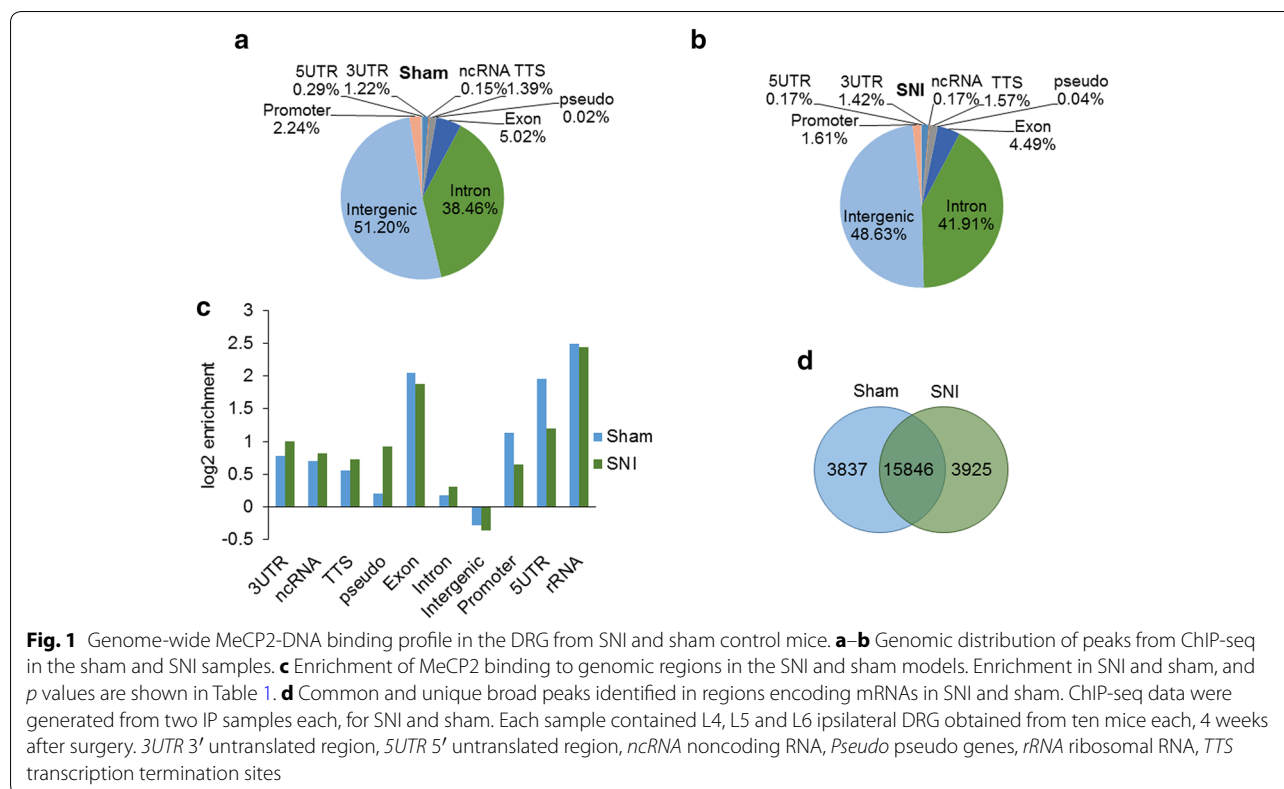 a
5UTR 3UTR Sham ncRNA TTS
0.29% 1.22% 0.15% 1.39%
pseudo
0.02%
Promoter
2.24%
Exon
5.02%
Intron
38.46%
Intergenic
51.20%
b
5UTR
0.17%
3UTR
1.42%
SNI
ncRNA
0.17%
TTS
1.57%
pseudo
0.04%
Promoter
1.61%
Exon
4.49%
Intergenic
48.63%
Intron
41.91%
c
log2 enrichment
3
2.5
2
1.5
1
0.5
0
-0.5
3UTR
ncRNA
TTS
pseudo
Exon
Intron
Intergenic
Promoter
5UTR
rRNA
Sham
SNI
d
Sham SNI
3837 15846 3925
Fig. 1 Genome-wide MeCP2-DNA binding profile in the DRG from SNI and sham control mice. a–b Genomic distribution of peaks from ChIP-seq
in the sham and SNI samples. c Enrichment of MeCP2 binding to genomic regions in the SNI and sham models. Enrichment in SNI and sham, and
p values are shown in Table 1. d Common and unique broad peaks identified in regions encoding mRNAs in SNI and sham. ChIP-seq data were
generated from two IP samples each, for SNI and sham. Each sample contained L4, L5 and L6 ipsilateral DRG obtained from ten mice each, 4 weeks
after surgery. 3UTR 3′ untranslated region, 5UTR 5′ untranslated region, ncRNA noncoding RNA, Pseudo pseudo genes, rRNA ribosomal RNA, TTS
transcription termination sites